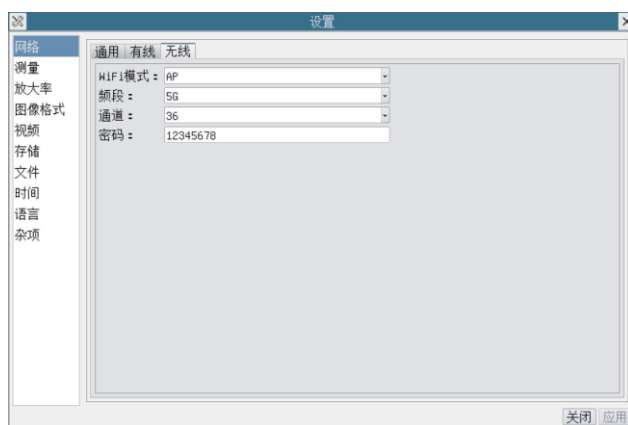 设置
网络
测量
放大率
图像格式
视频
存储
文件
时间
语言
杂项
通用 有线 无线
WiFi模式： AP
频段： 5G
通道： 36
密码： 12345678
关闭 应用